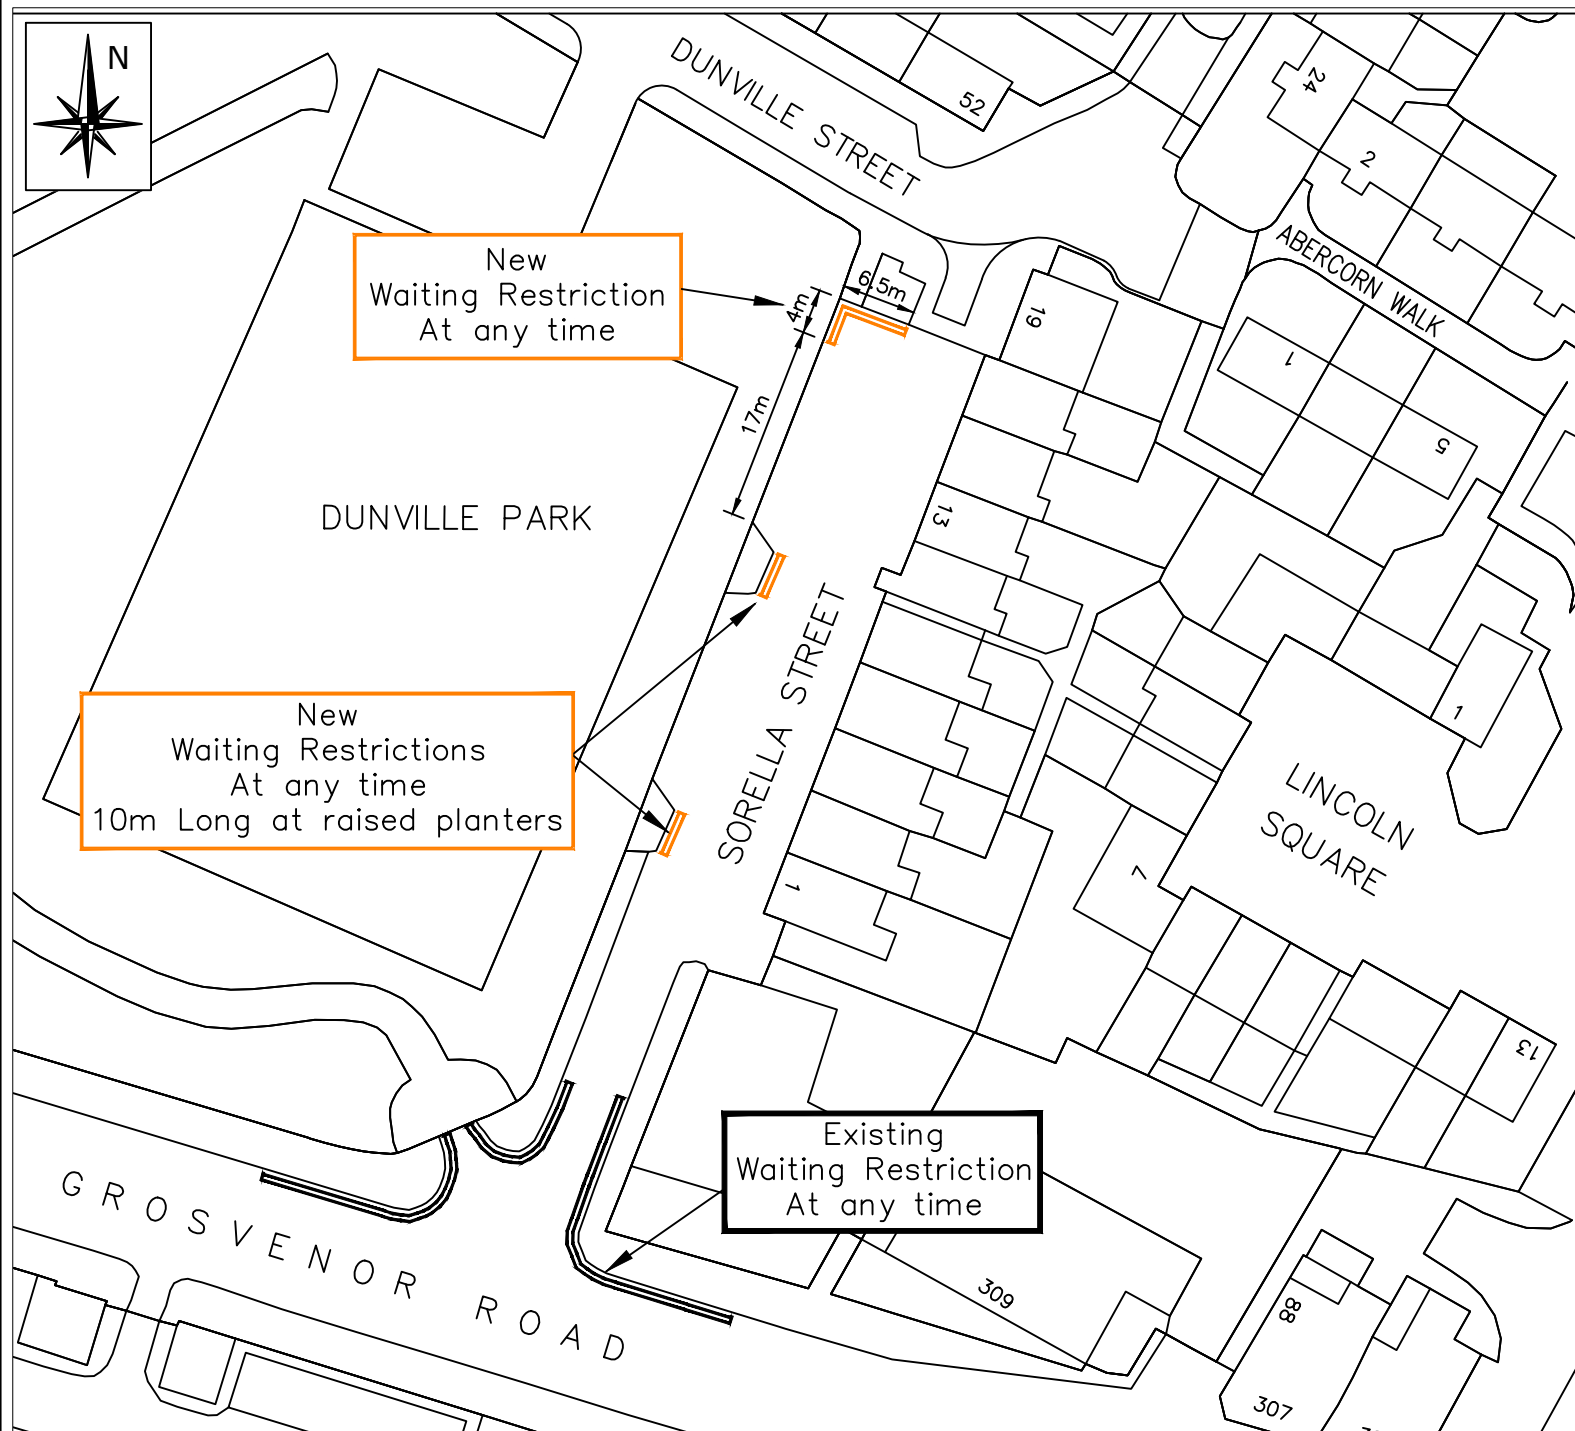 N
DUNVILLE STREET
52
24
2
ABERCORN WALK
New
Waiting Restriction
At any time
6.5m
4m
19
1
5
17m
DUNVILLE PARK
13
SORELLA STREET
New
Waiting Restrictions
At any time
10m Long at raised planters
1
LINCOLN
SQUARE
7
1
13
Existing
Waiting Restriction
At any time
GROSVENOR ROAD
309
88
307